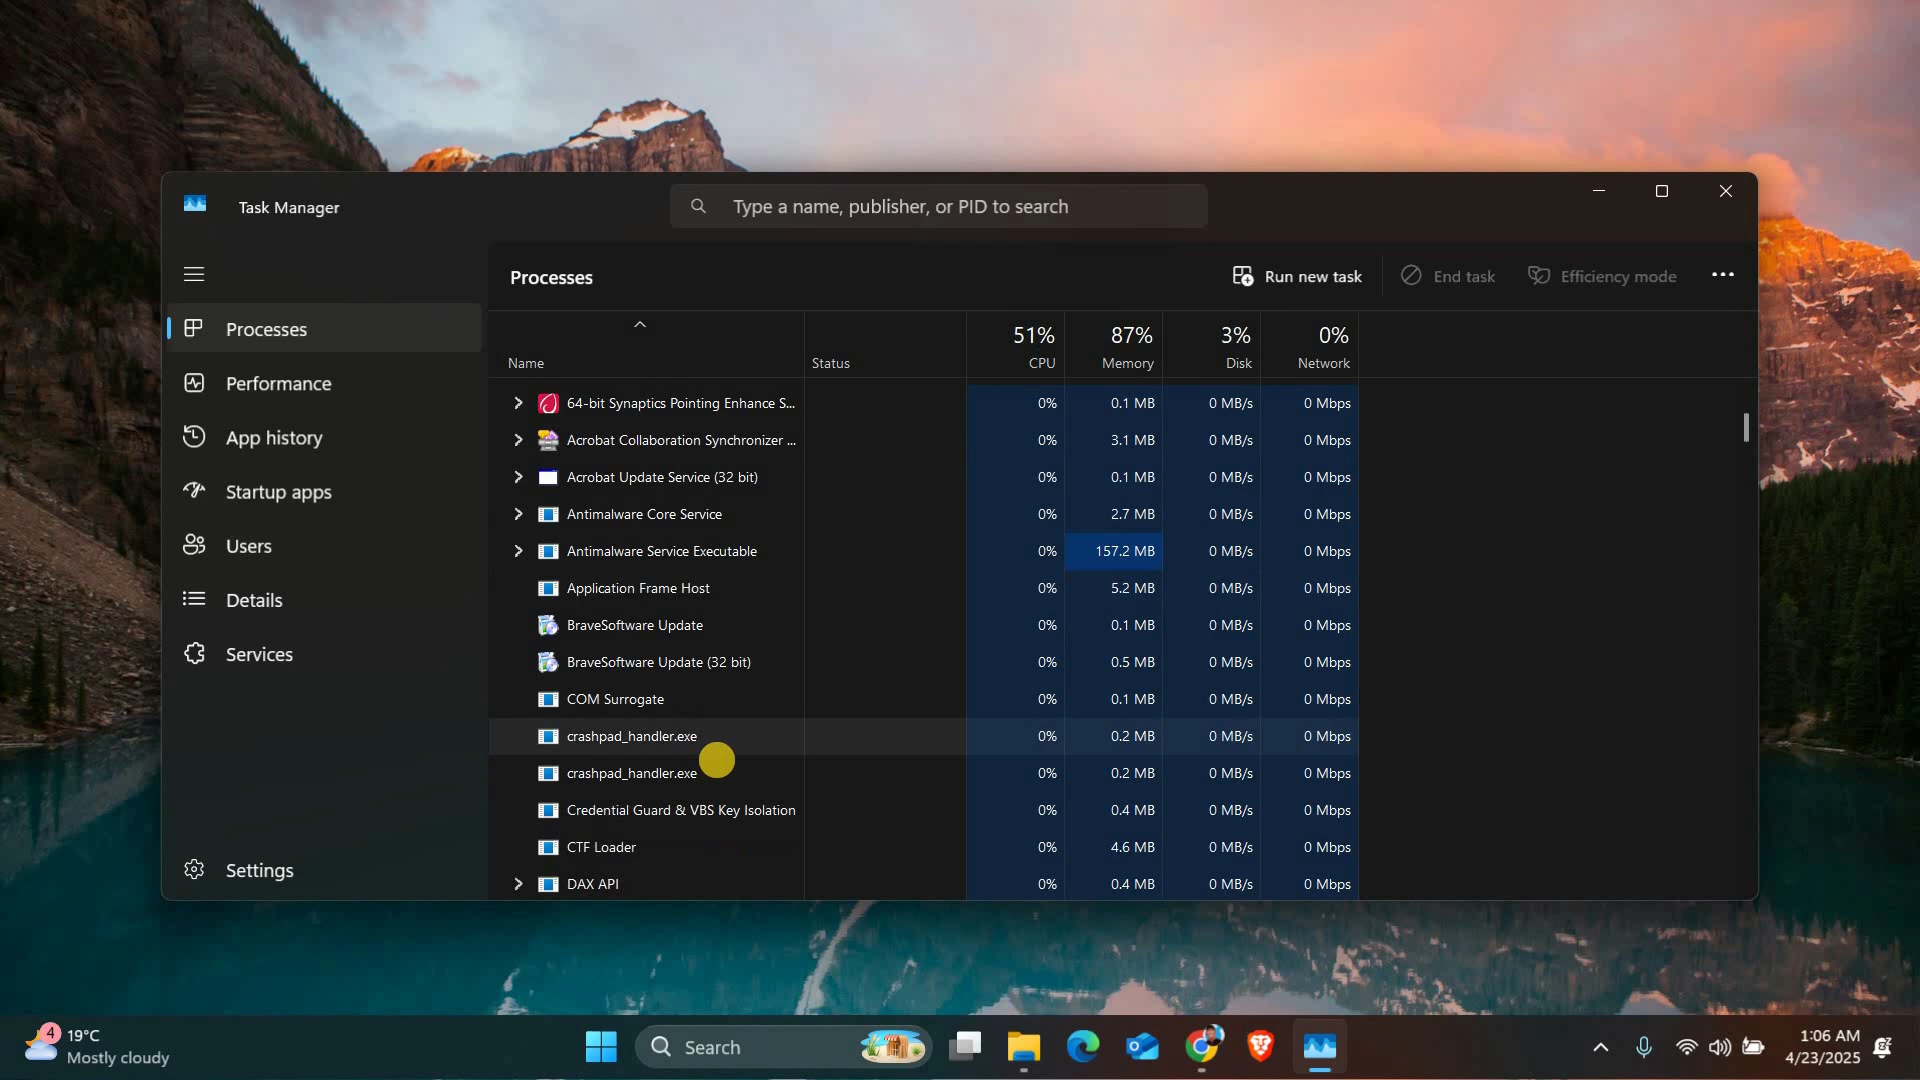 Task Manager
Type a name, publisher, or PID to search
Processes
Run new task
End task
Efficiency mode
Processes
Performance
App history
Startup apps
Users
Details
Services
Settings
51% 87% 3% 0%
Name Status CPU Memory Disk Network
64-bit Synaptics Pointing Enhance S... 0% 0.1 MB 0 MB/s 0 Mbps
Acrobat Collaboration Synchronizer ... 0% 3.1 MB 0 MB/s 0 Mbps
Acrobat Update Service (32 bit) 0% 0.1 MB 0 MB/s 0 Mbps
Antimalware Core Service 0% 2.7 MB 0 MB/s 0 Mbps
Antimalware Service Executable 0% 157.2 MB 0 MB/s 0 Mbps
Application Frame Host 0% 5.2 MB 0 MB/s 0 Mbps
BraveSoftware Update 0% 0.1 MB 0 MB/s 0 Mbps
BraveSoftware Update (32 bit) 0% 0.5 MB 0 MB/s 0 Mbps
COM Surrogate 0% 0.1 MB 0 MB/s 0 Mbps
crashpad_handler.exe 0% 0.2 MB 0 MB/s 0 Mbps
crashpad_handler.exe 0% 0.2 MB 0 MB/s 0 Mbps
Credential Guard & VBS Key Isolation 0% 0.4 MB 0 MB/s 0 Mbps
CTF Loader 0% 4.6 MB 0 MB/s 0 Mbps
DAX API 0% 0.4 MB 0 MB/s 0 Mbps
4
19°C
Mostly cloudy
Search
1:06 AM
4/23/2025